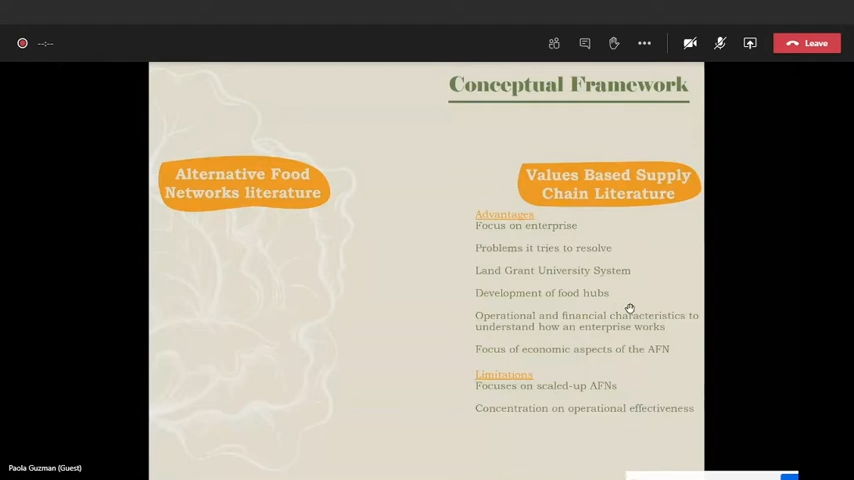 --:--
Leave
Conceptual Framework
Alternative Food
Networks literature
Values Based Supply
Chain Literature
Advantages
Focus on enterprise
Problems it tries to resolve
Land Grant University System
Development of food hubs
Operational and financial characteristics to
understand how an enterprise works
Focus of economic aspects of the AFN
Limitations
Focuses on scaled-up AFNs
Concentration on operational effectiveness
Paola Guzman (Guest)